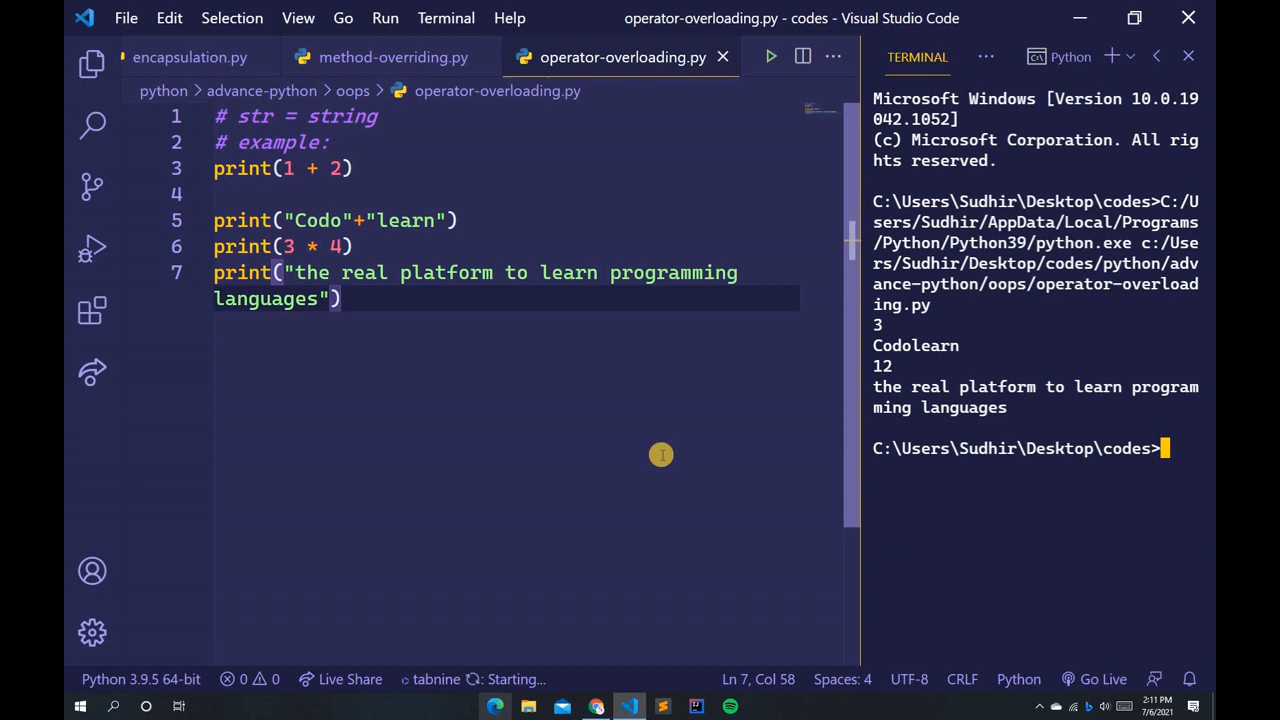 File Edit Selection View Go Run Terminal Help
operator-overloading.py - codes - Visual Studio Code
encapsulation.py
method-overriding.py
operator-overloading.py
python > advance-python > oops > operator-overloading.py
1 # str = string
2 # example:
3 print(1 + 2)
4
5 print("Codo"+"learn")
6 print(3 * 4)
7 print("the real platform to learn programming
languages")
TERMINAL
Python
Microsoft Windows [Version 10.0.19
042.1052]
(c) Microsoft Corporation. All rig
hts reserved.
C:\Users\Sudhir\Desktop\codes>C:/U
sers/Sudhir/AppData/Local/Programs
/Python/Python39/python.exe c:/Use
rs/Sudhir/Desktop/codes/python/adv
ance-python/oops/operator-overload
ing.py
3
Codolearn
12
the real platform to learn program
ming languages
C:\Users\Sudhir\Desktop\codes>
Python 3.9.5 64-bit
0
0
Live Share
tabnine
: Starting...
Ln 7, Col 58
Spaces: 4
UTF-8
CRLF
Python
Go Live
2:11 PM
7/6/2021